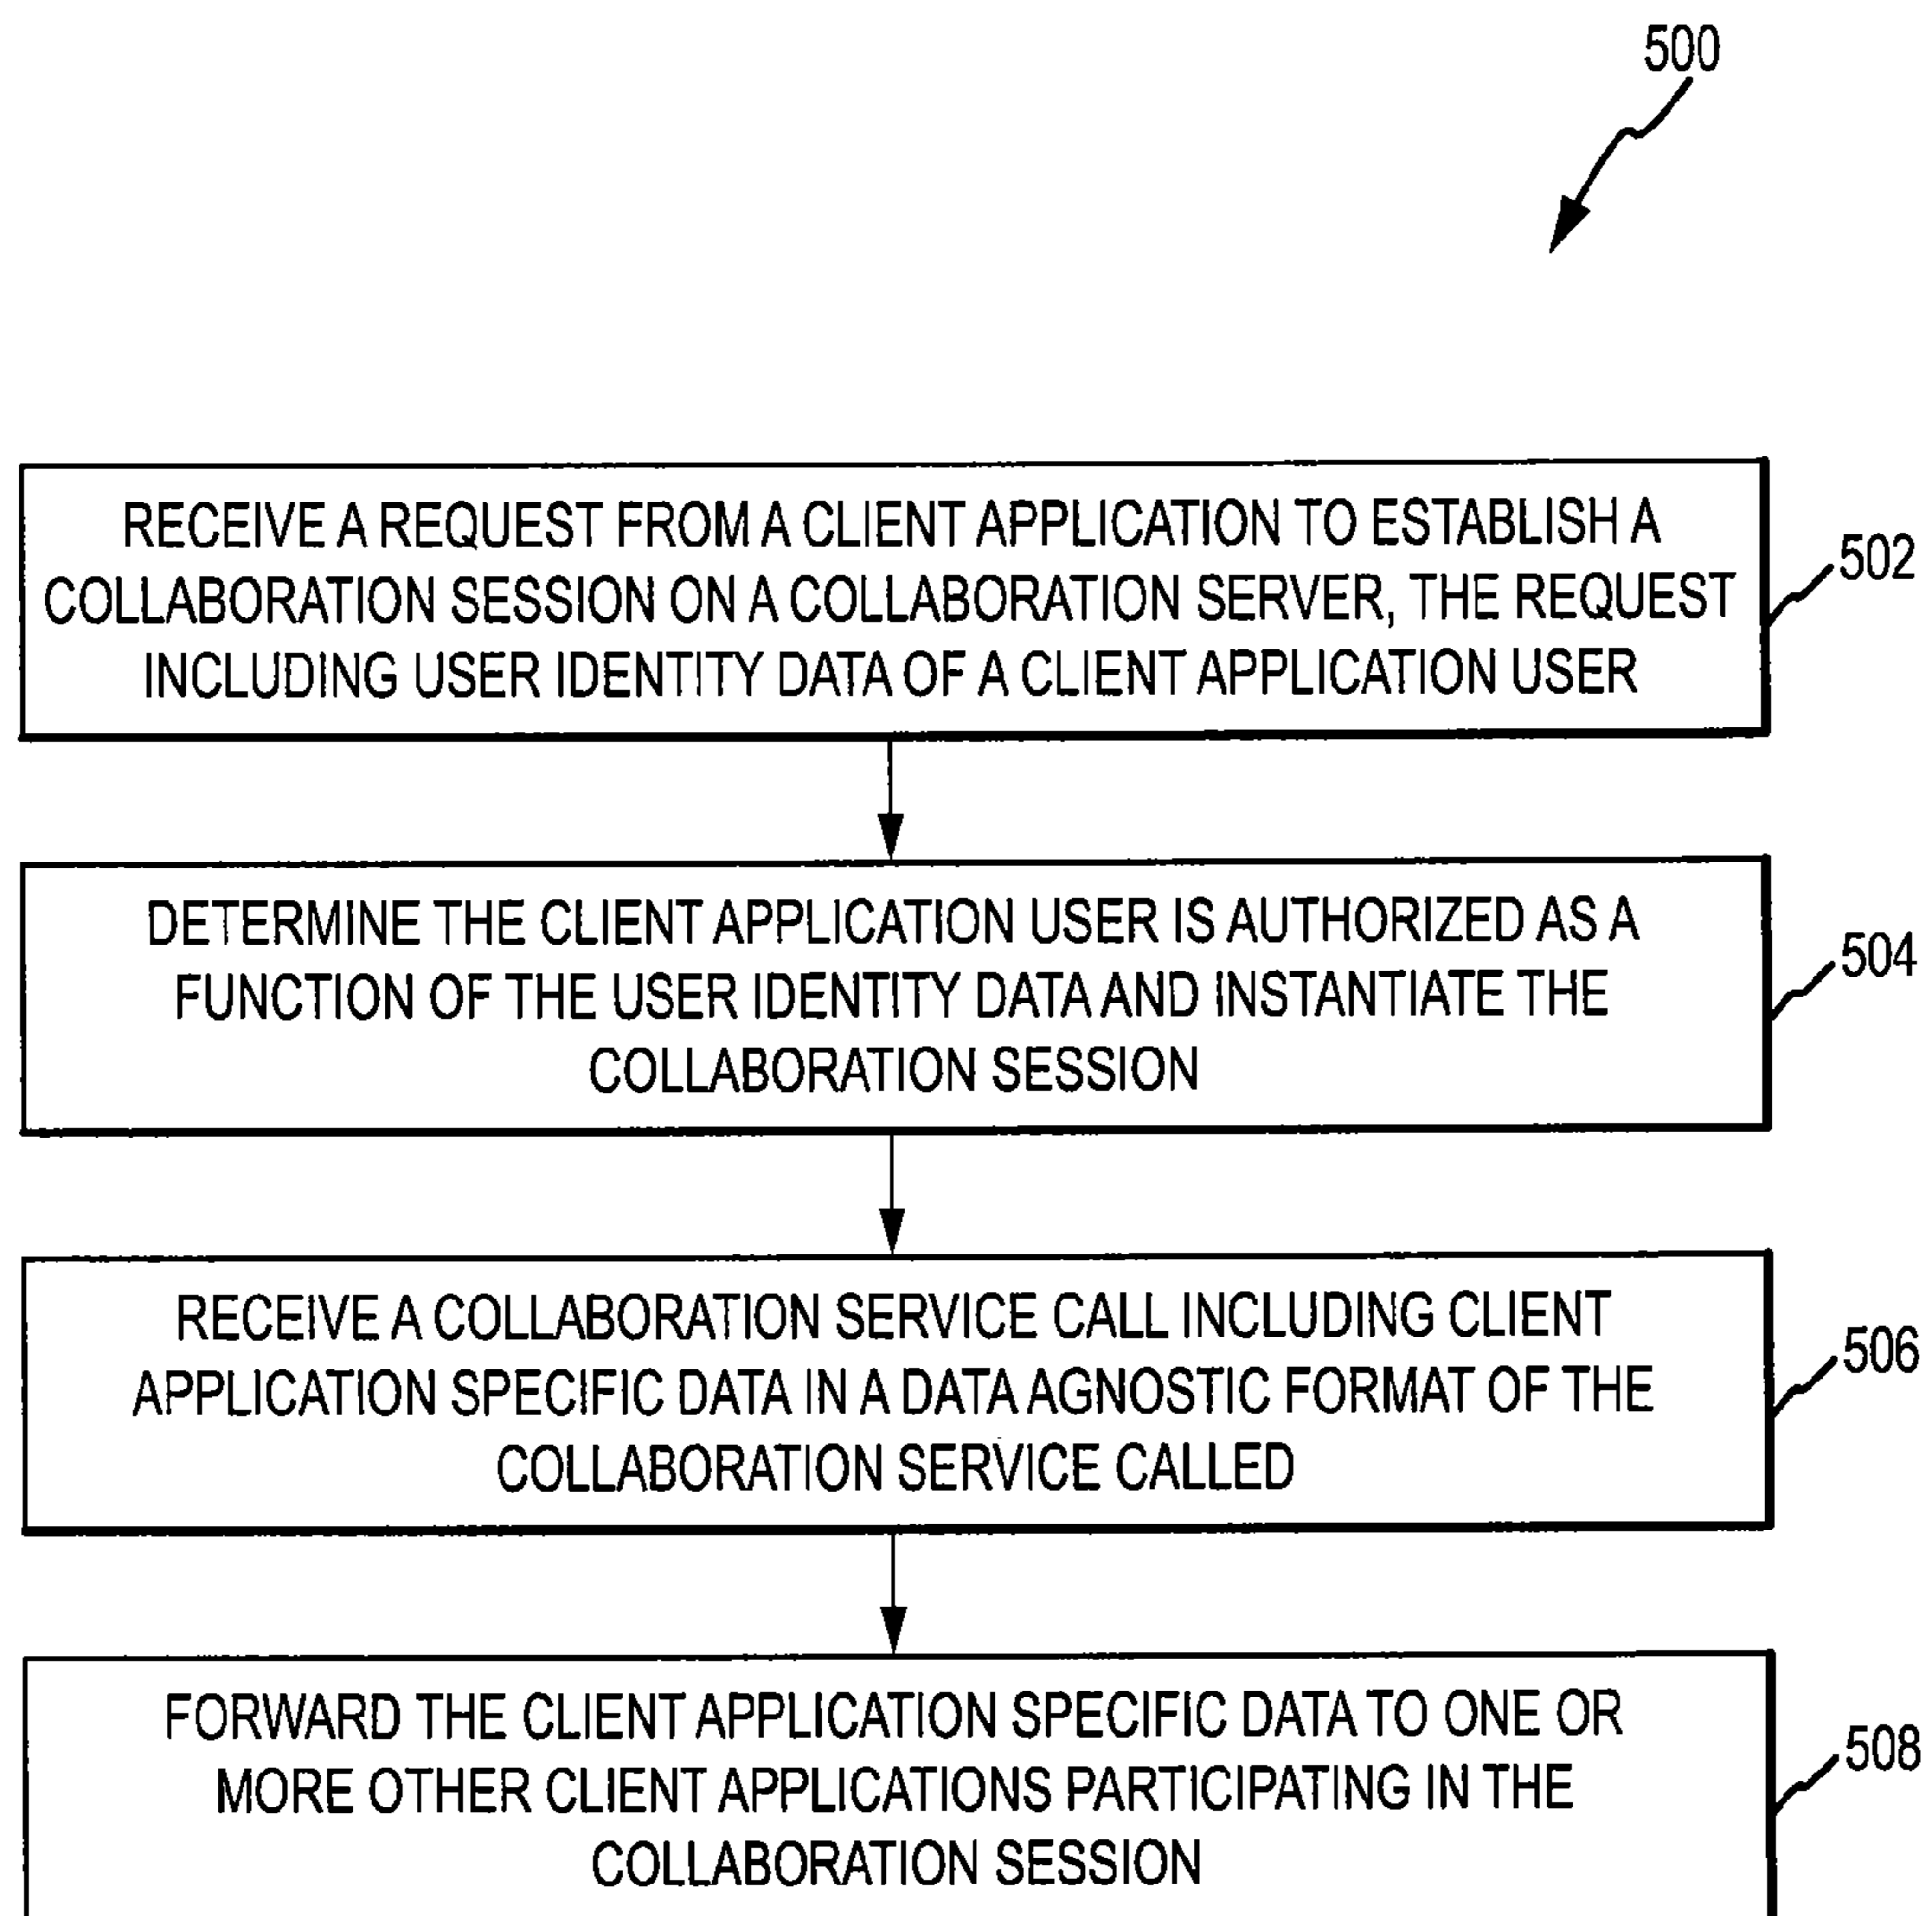 500
RECEIVE A REQUEST FROM A CLIENT APPLICATION TO ESTABLISH A
COLLABORATION SESSION ON A COLLABORATION SERVER, THE REQUEST
INCLUDING USER IDENTITY DATA OF A CLIENT APPLICATION USER
502
DETERMINE THE CLIENT APPLICATION USER IS AUTHORIZED AS A
FUNCTION OF THE USER IDENTITY DATA AND INSTANTIATE THE
COLLABORATION SESSION
504
RECEIVE A COLLABORATION SERVICE CALL INCLUDING CLIENT
APPLICATION SPECIFIC DATA IN A DATA AGNOSTIC FORMAT OF THE
COLLABORATION SERVICE CALLED
506
FORWARD THE CLIENT APPLICATION SPECIFIC DATA TO ONE OR
MORE OTHER CLIENT APPLICATIONS PARTICIPATING IN THE
COLLABORATION SESSION
508